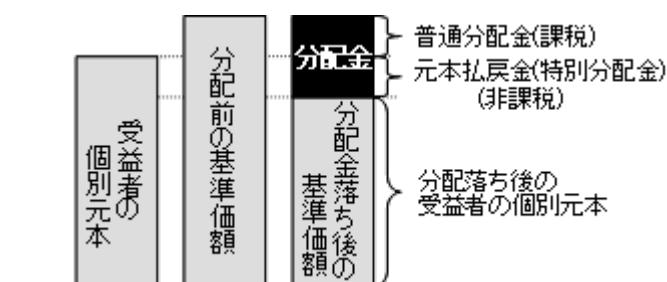 受益者の
個別元本
分配前の基準価額
分配金
分配金落ち後の
基準価額
普通分配金(課税)
元本払戻金(特別分配金)
(非課税)
分配落ち後の
受益者の個別元本